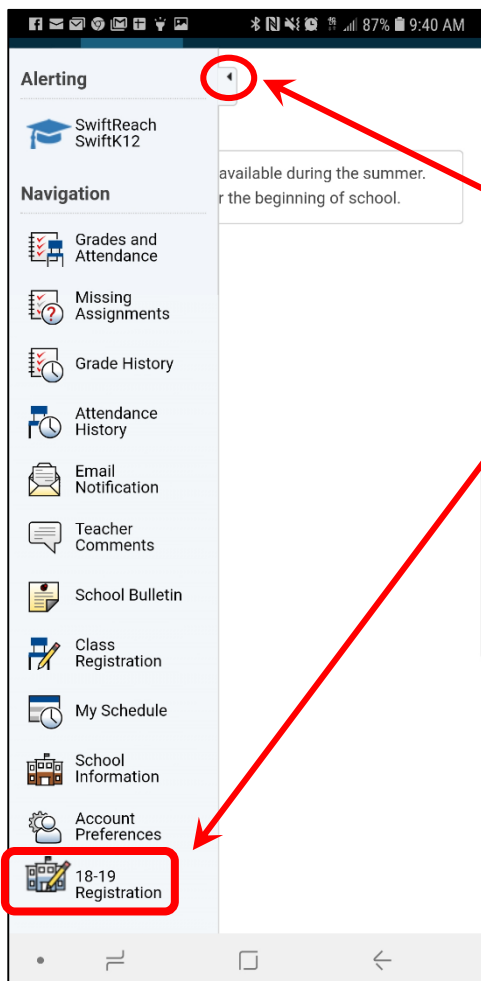 87% 9:40 AM
Alerting
SwiftReach
SwiftK12
available during the summer.
r the beginning of school.
Navigation
Grades and
Attendance
Missing
Assignments
Grade History
Attendance
History
Email
Notification
Teacher
Comments
School Bulletin
Class
Registration
My Schedule
School
Information
Account
Preferences
18-19
Registration